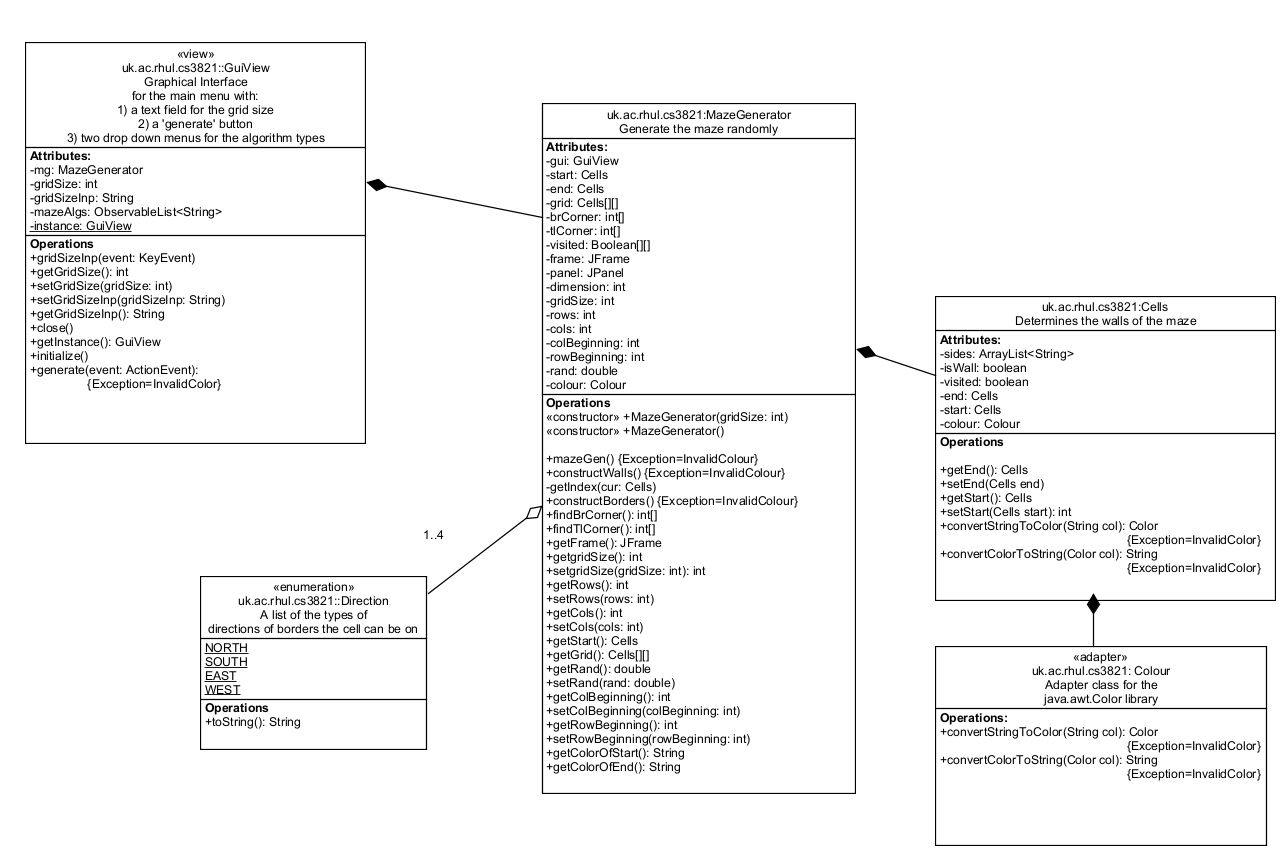 «view»
uk.ac.rhul.cs3821::GuiView
Graphical Interface
for the main menu with:
1) a text field for the grid size
2) a 'generate' button
3) two drop down menus for the algorithm types
Attributes:
-mg: MazeGenerator
-gridSize: int
-gridSizeInp: String
-mazeAlgs: ObservableList<String>
-instance: GuiView
Operations
+gridSizeInp(event: KeyEvent)
+getGridSize(): int
+setGridSize(gridSize: int)
+setGridSizeInp(gridSizeInp: String)
+getGridSizeInp(): String
+close()
+getInstance(): GuiView
+initialize()
+generate(event: ActionEvent):
{Exception=InvalidColor}
uk.ac.rhul.cs3821:MazeGenerator
Generate the maze randomly
Attributes:
-gui: GuiView
-start: Cells
-end: Cells
-grid: Cells[][]
-brCorner: int[]
-tlCorner: int[]
-visited: Boolean[][]
-frame: JFrame
-panel: JPanel
-dimension: int
-gridSize: int
-rows: int
-cols: int
-colBeginning: int
-rowBeginning: int
-rand: double
-colour: Colour
Operations
«constructor» +MazeGenerator(gridSize: int)
«constructor» +MazeGenerator()
+mazeGen() {Exception=InvalidColour}
+constructWalls() {Exception=InvalidColour}
-getIndex(cur: Cells)
+constructBorders() {Exception=InvalidColour}
+findBrCorner(): int[]
+findTlCorner(): int[]
+getFrame(): JFrame
+getgridSize(): int
+setgridSize(gridSize: int): int
+getRows(): int
+setRows(rows: int)
+getCols(): int
+setCols(cols: int)
+getStart(): Cells
+getGrid(): Cells[][]
+getRand(): double
+setRand(rand: double)
+getColBeginning(): int
+setColBeginning(colBeginning: int)
+getRowBeginning(): int
+setRowBeginning(rowBeginning: int)
+getColorOfStart(): String
+getColorOfEnd(): String
1..4
«enumeration»
uk.ac.rhul.cs3821::Direction
A list of the types of
directions of borders the cell can be on
NORTH
SOUTH
EAST
WEST
Operations
+toString(): String
uk.ac.rhul.cs3821:Cells
Determines the walls of the maze
Attributes:
-sides: ArrayList<String>
-isWall: boolean
-visited: boolean
-end: Cells
-start: Cells
-colour: Colour
Operations
+getEnd(): Cells
+setEnd(Cells end)
+getStart(): Cells
+setStart(Cells start): int
+convertStringToColor(String col): Color
{Exception=InvalidColor}
+convertColorToString(Color col): String
{Exception=InvalidColor}
«adapter»
uk.ac.rhul.cs3821: Colour
Adapter class for the
java.awt.Color library
Operations:
+convertStringToColor(String col): Color
{Exception=InvalidColor}
+convertColorToString(Color col): String
{Exception=InvalidColor}